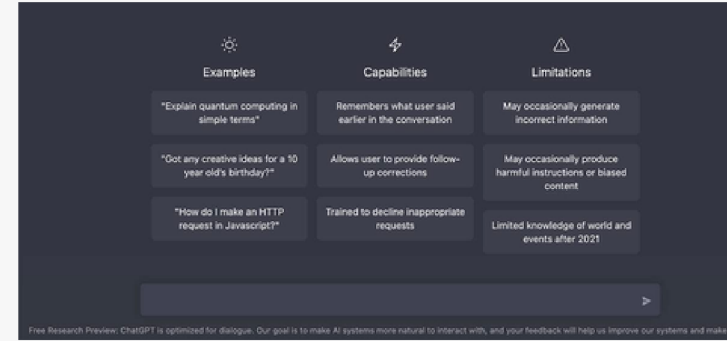 Examples
"Explain quantum computing in
simple terms"
"Got any creative ideas for a 10
year old's birthday?"
"How do I make an HTTP
request in Javascript?"
Capabilities
Remembers what user said
earlier in the conversation
Allows user to provide follow-
up corrections
Trained to decline inappropriate
requests
Limitations
May occasionally generate
incorrect information
May occasionally produce
harmful instructions or biased
content
Limited knowledge of world and
events after 2021
Free Research Preview: ChatGPT is optimized for dialogue. Our goal is to make AI systems more natural to interact with, and your feedback will help us improve our systems and make